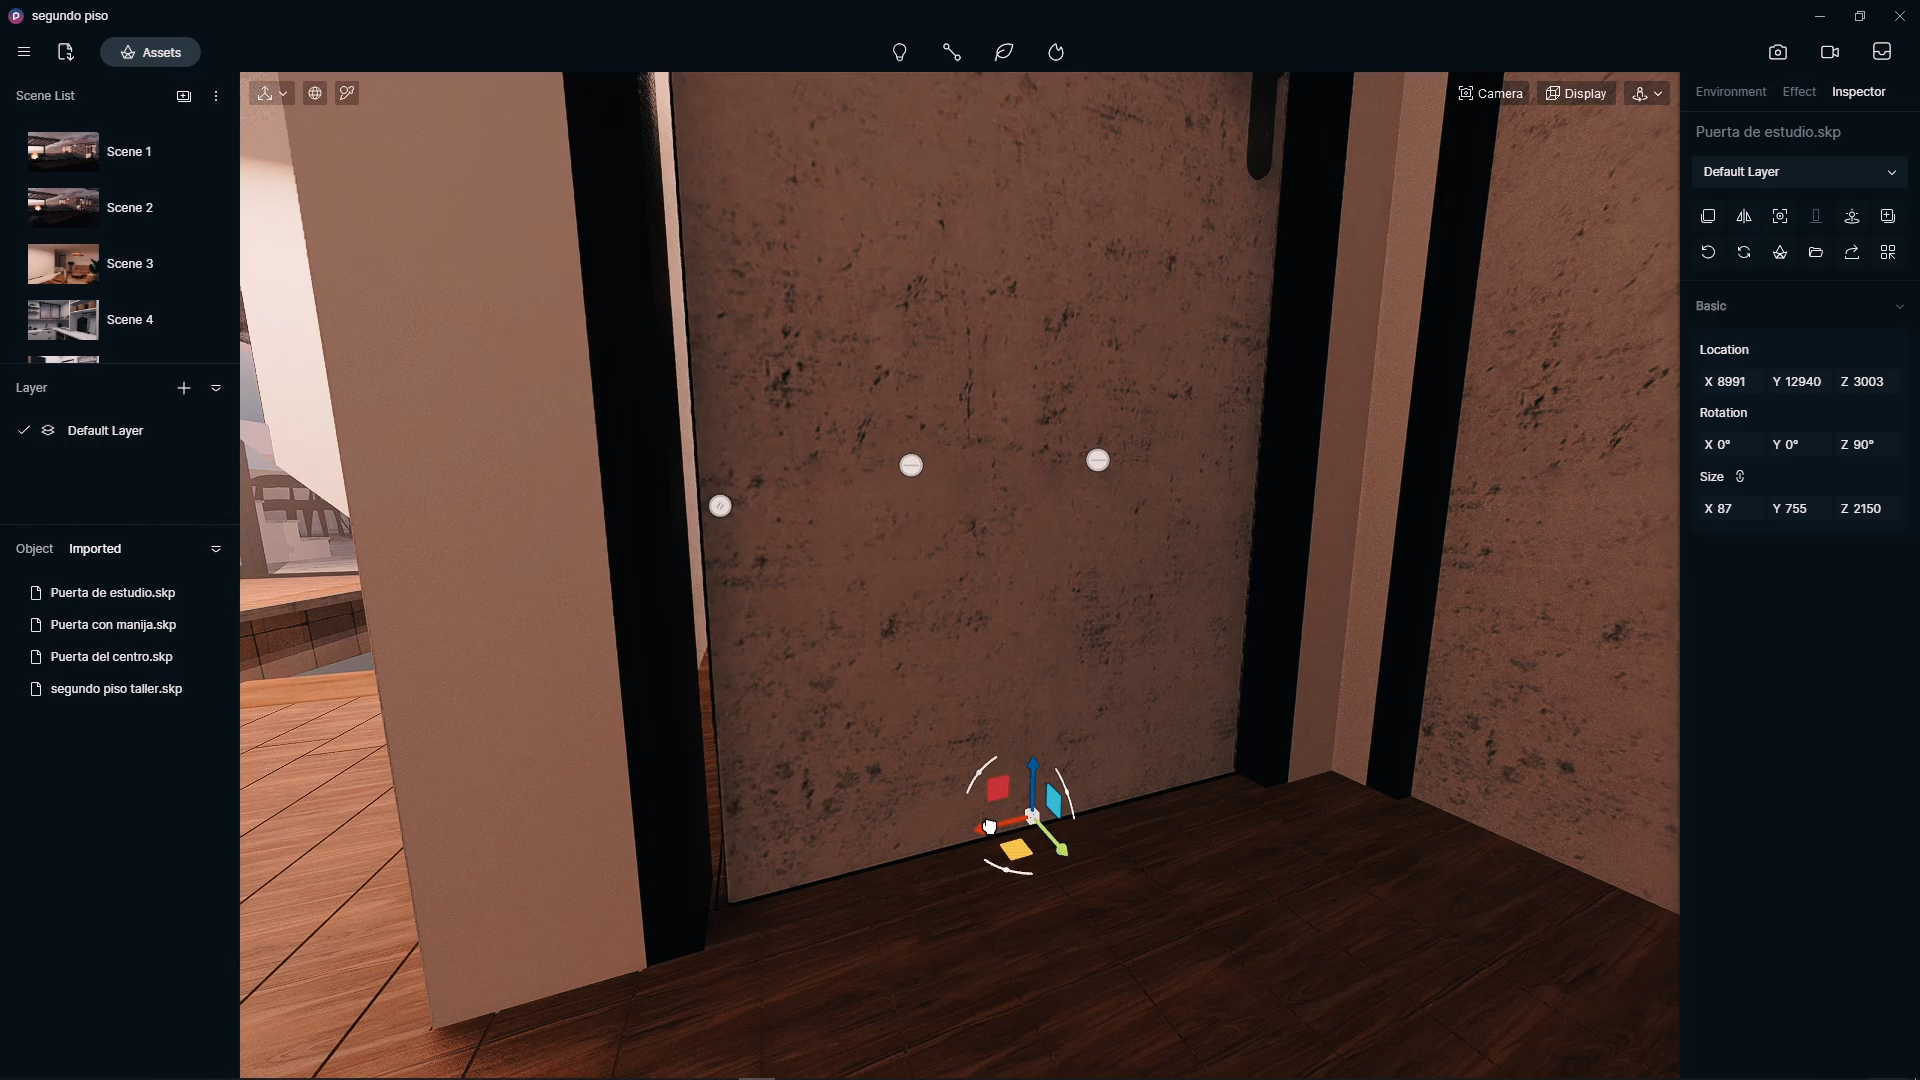 segundo piso
Assets
Scene List
Scene 1
Scene 2
Scene 3
Scene 4
Layer
Default Layer
Object Imported
Puerta de estudio.skp
Puerta con manija.skp
Puerta del centro.skp
segundo piso taller.skp
Camera
Display
Environment Effect Inspector
Puerta de estudio.skp
Default Layer
Basic
Location
X 8991 Y 12940 Z 3003
Rotation
X 0° Y 0° Z 90°
Size
X 87 Y 755 Z 2150